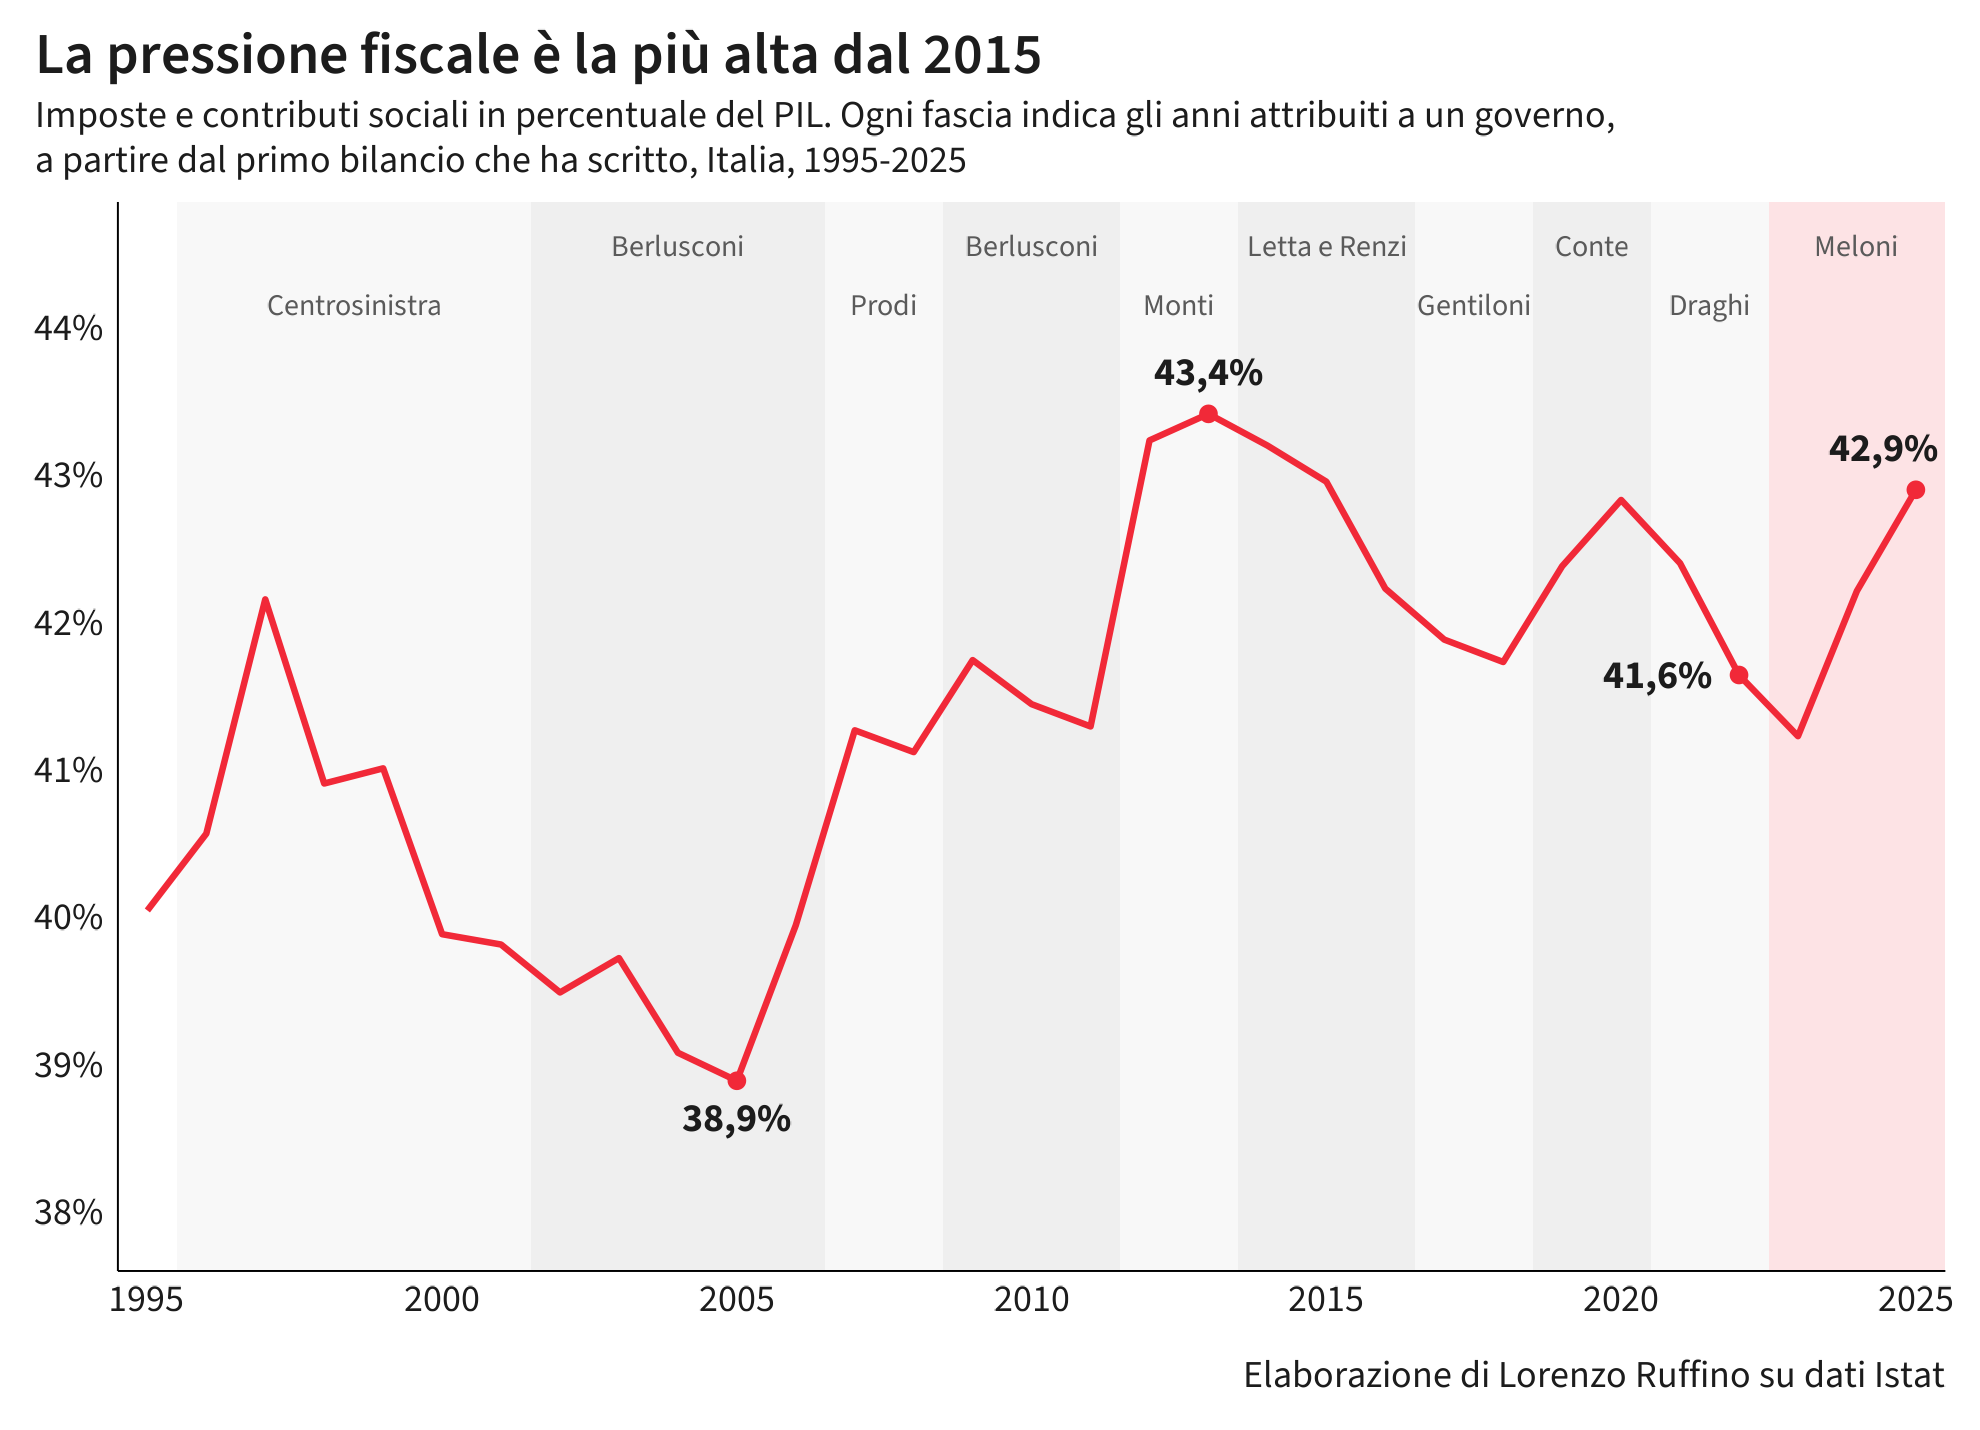 La pressione fiscale è la più alta dal 2015
Imposte e contributi sociali in percentuale del PIL. Ogni fascia indica gli anni attribuiti a un governo,
a partire dal primo bilancio che ha scritto, Italia, 1995-2025
Berlusconi
Berlusconi
Letta e Renzi
Conte
Meloni
Centrosinistra
Prodi
Monti
Gentiloni
Draghi
44%
43,4%
42,9%
43%
42%
41,6%
41%
40%
39%
38,9%
38%
1995
2000
2005
2010
2015
2020
2025
Elaborazione di Lorenzo Ruffino su dati Istat